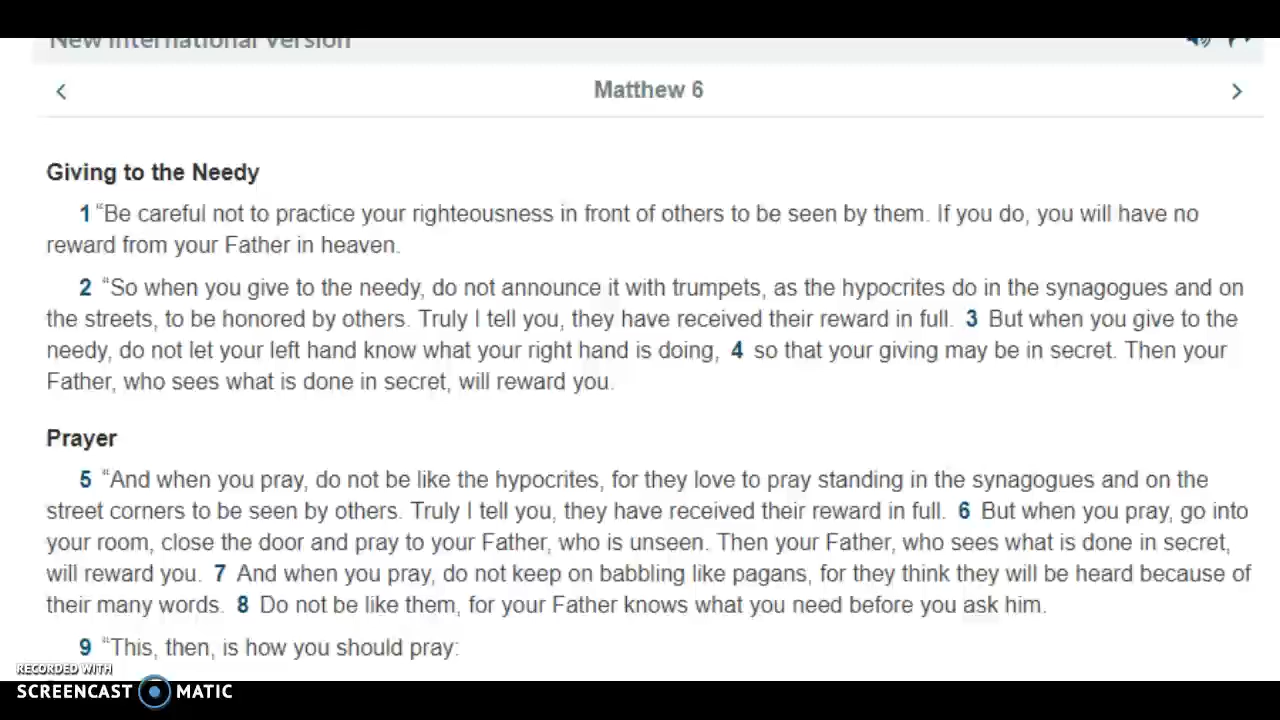 New International Version
Matthew 6
Giving to the Needy
1 “Be careful not to practice your righteousness in front of others to be seen by them. If you do, you will have no
reward from your Father in heaven.
2 “So when you give to the needy, do not announce it with trumpets, as the hypocrites do in the synagogues and on
the streets, to be honored by others. Truly I tell you, they have received their reward in full. 3 But when you give to the
needy, do not let your left hand know what your right hand is doing, 4 so that your giving may be in secret. Then your
Father, who sees what is done in secret, will reward you.
Prayer
5 “And when you pray, do not be like the hypocrites, for they love to pray standing in the synagogues and on the
street corners to be seen by others. Truly I tell you, they have received their reward in full. 6 But when you pray, go into
your room, close the door and pray to your Father, who is unseen. Then your Father, who sees what is done in secret,
will reward you. 7 And when you pray, do not keep on babbling like pagans, for they think they will be heard because of
their many words. 8 Do not be like them, for your Father knows what you need before you ask him.
9 “This, then, is how you should pray:
RECORDED WITH
SCREENCAST MATIC